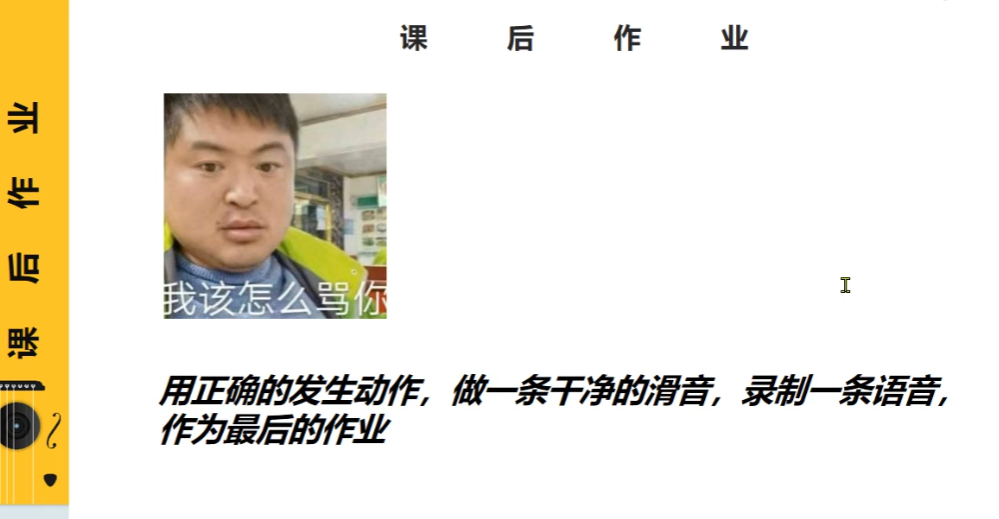 课后作业
课后作业
我该怎么骂你
用正确的发生动作，做一条干净的滑音，录制一条语音，
作为最后的作业